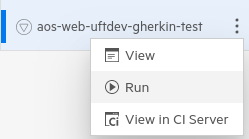 aos-web-uftdev-gherkin-test
View
Run
View in CI Server